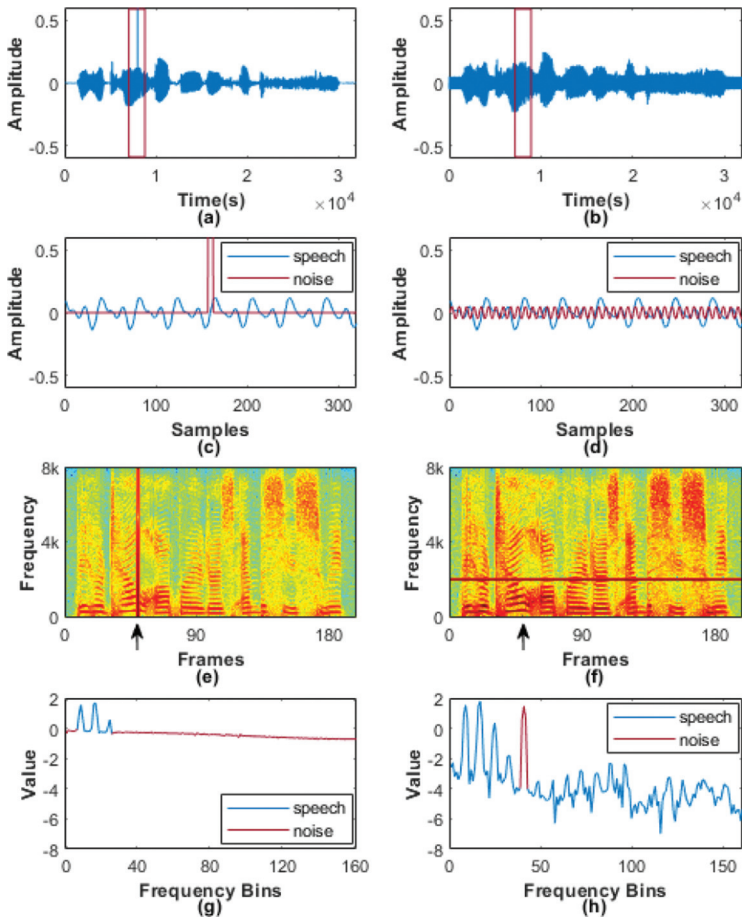 0.5
0
-0.5
Amplitude
0 1 2 3
×10⁴
Time(s)
(a)
0.5
0
-0.5
Amplitude
0 1 2 3
×10⁴
Time(s)
(b)
0.5
0
-0.5
Amplitude
speech
noise
0 100 200 300
Samples
(c)
0.5
0
-0.5
Amplitude
speech
noise
0 100 200 300
Samples
(d)
8k
4k
0
Frequency
0 90 180
Frames
(e)
8k
4k
0
Frequency
0 90 180
Frames
(f)
2
0
-2
-4
-6
-8
Value
speech
noise
0 40 80 120 160
Frequency Bins
(g)
2
0
-2
-4
-6
-8
Value
speech
noise
0 50 100 150
Frequency Bins
(h)